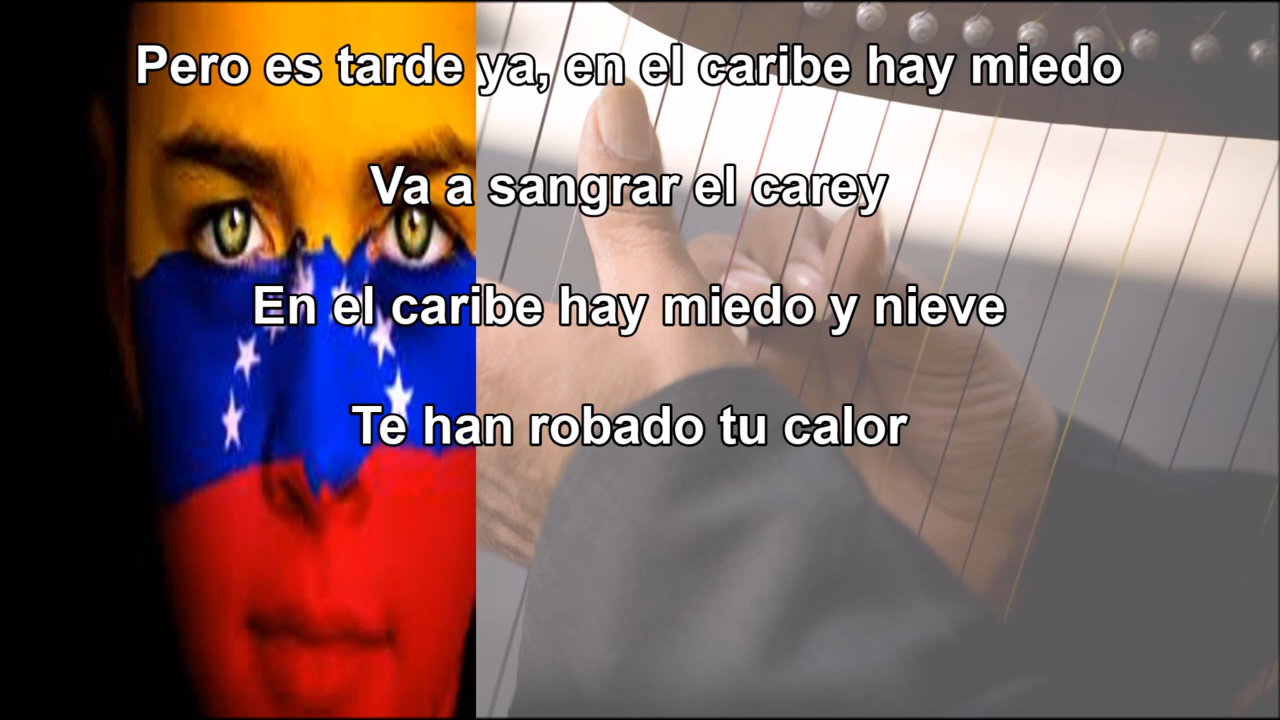 Pero es tarde ya, en el caribe hay miedo
Va a sangrar el carey
En el caribe hay miedo y nieve
Te han robado tu calor